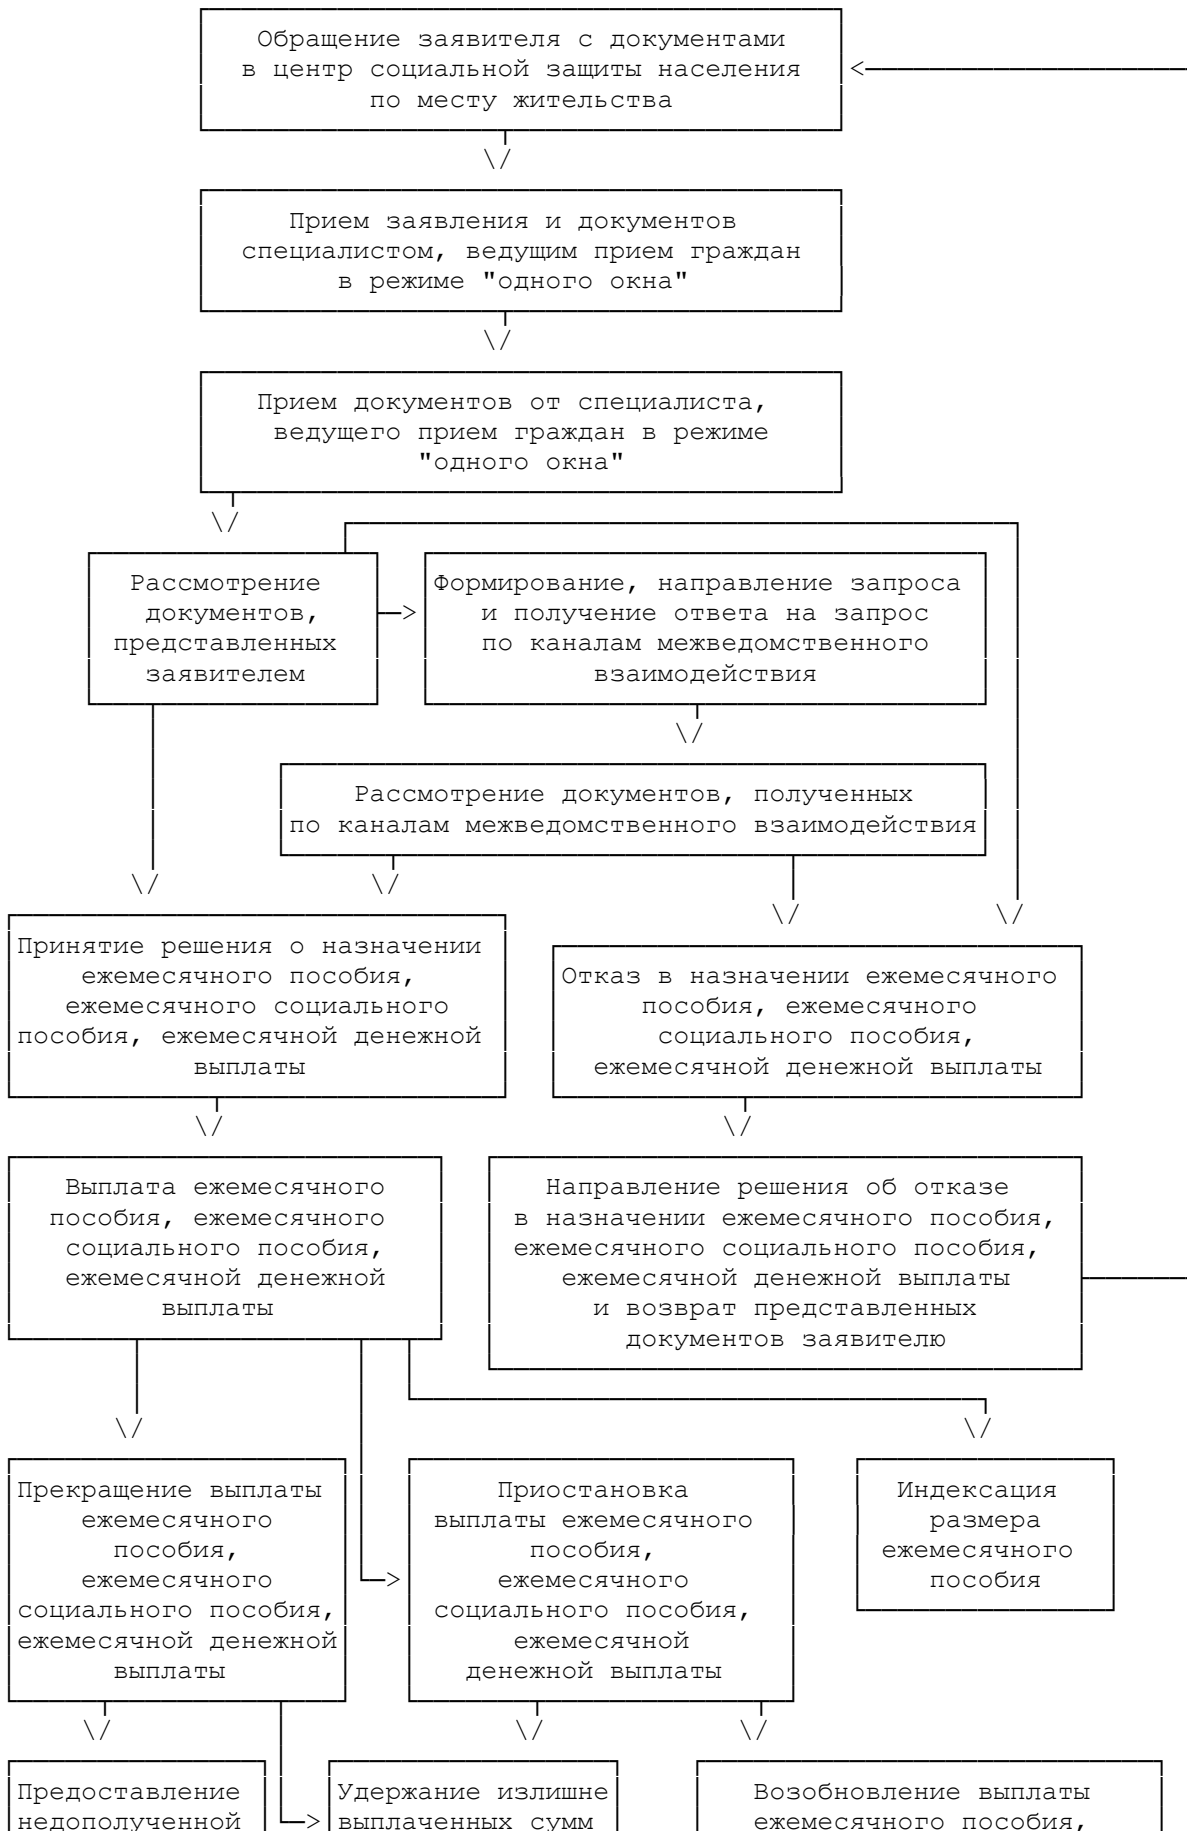 Обращение заявителя с документами
в центр социальной защиты населения
по месту жительства
Прием заявления и документов
специалистом, ведущим прием граждан
в режиме "одного окна"
Прием документов от специалиста,
ведущего прием граждан в режиме
"одного окна"
Рассмотрение
документов,
представленных
заявителем
Формирование, направление запроса
и получение ответа на запрос
по каналам межведомственного
взаимодействия
Рассмотрение документов, полученных
по каналам межведомственного взаимодействия
Принятие решения о назначении
ежемесячного пособия,
ежемесячного социального
пособия, ежемесячной денежной
выплаты
Отказ в назначении ежемесячного
пособия, ежемесячного
социального пособия,
ежемесячной денежной выплаты
Выплата ежемесячного
пособия, ежемесячного
социального пособия,
ежемесячной денежной
выплаты
Направление решения об отказе
в назначении ежемесячного пособия,
ежемесячного социального пособия,
ежемесячной денежной выплаты
и возврат представленных
документов заявителю
Прекращение выплаты
ежемесячного
пособия,
ежемесячного
социального пособия,
ежемесячной денежной
выплаты
Приостановка
выплаты ежемесячного
пособия,
ежемесячного
социального пособия,
ежемесячной
денежной выплаты
Индексация
размера
ежемесячного
пособия
Предоставление
недополученной
Удержание излишне
выплаченных сумм
Возобновление выплаты
ежемесячного пособия,